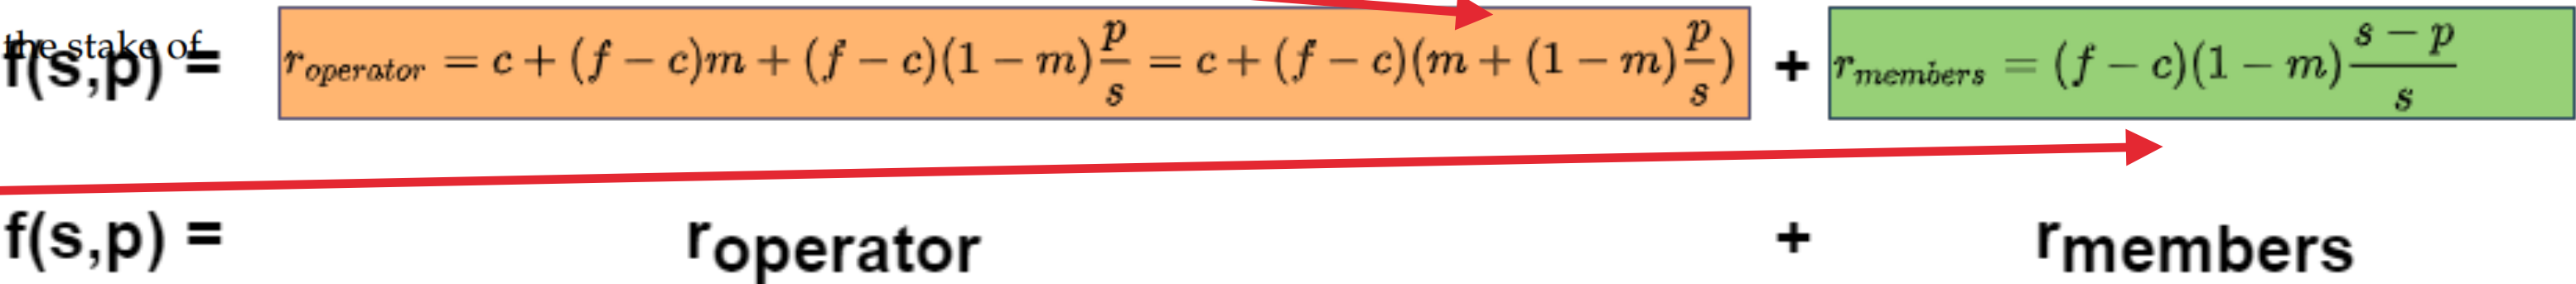 the stake of
f(s,p) = r_operator = c + (f − c)m + (f − c)(1 − m) p/s = c + (f − c)(m + (1 − m) p/s) + r_members = (f − c)(1 − m) (s − p)/s
f(s,p) = r_operator + r_members